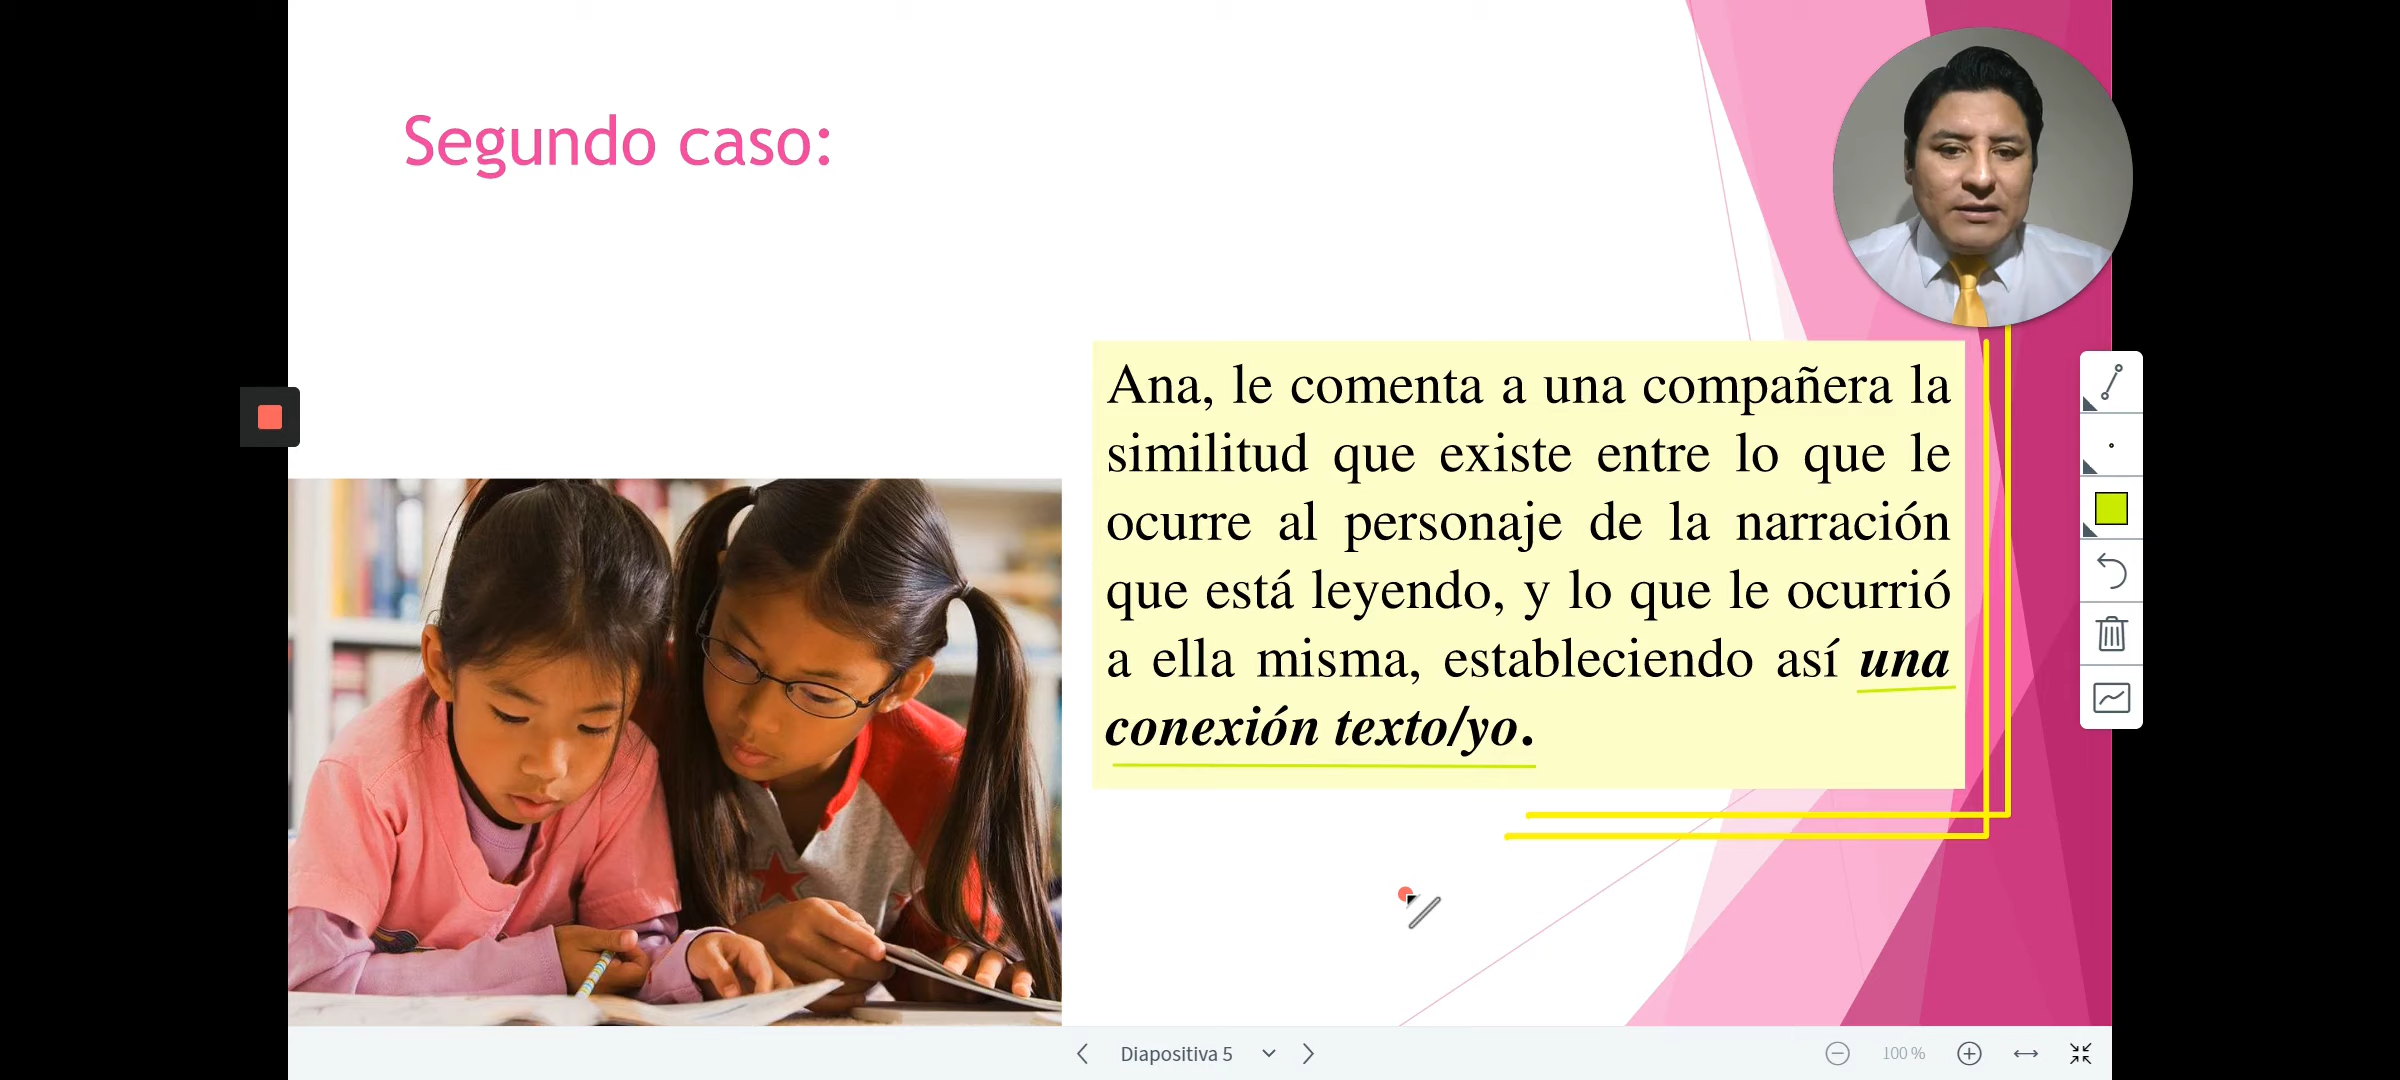 Segundo caso:
Ana, le comenta a una compañera la
similitud que existe entre lo que le
ocurre al personaje de la narración
que está leyendo, y lo que le ocurrió
a ella misma, estableciendo así una
conexión texto/yo.
Diapositiva 5
100 %